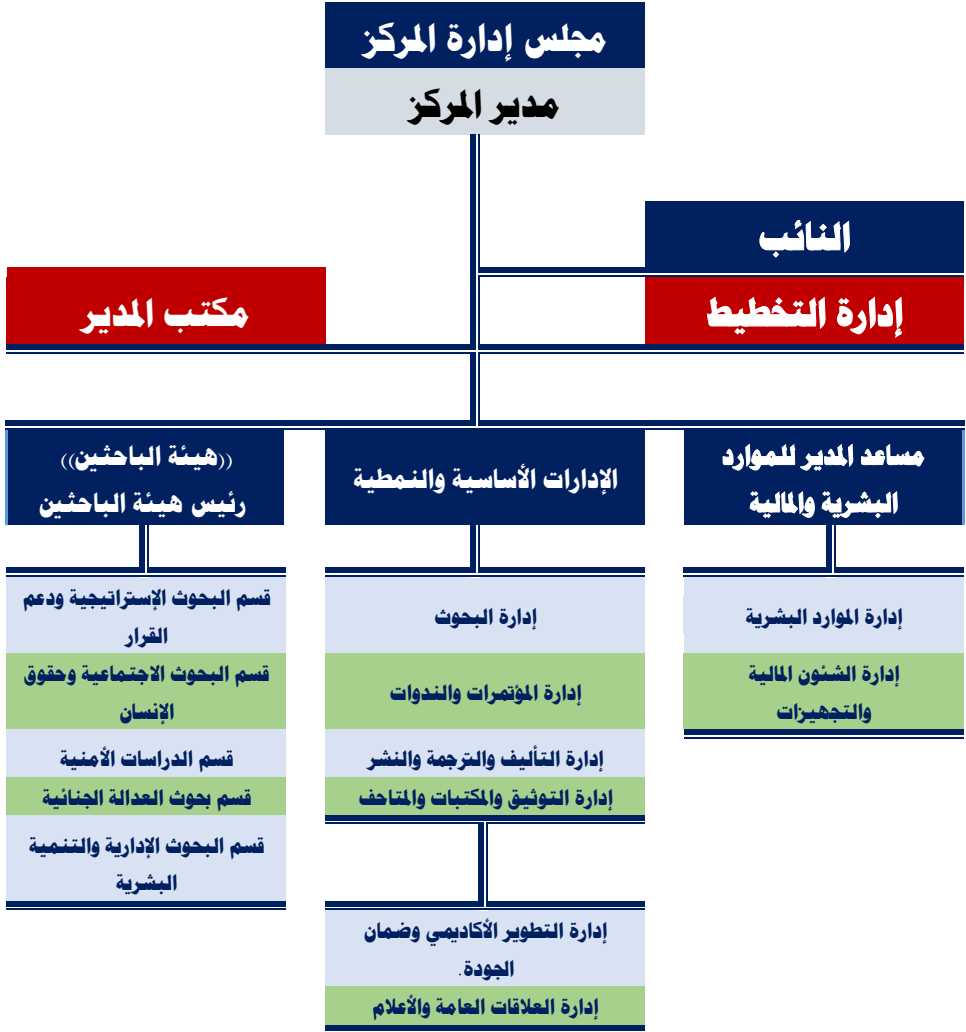 مجلس إدارة المركز
مدير المركز
النائب
إدارة التخطيط
مكتب المدير
مساعد المدير للموارد
البشرية والمالية
إدارة الموارد البشرية
إدارة الشئون المالية
والتجهيزات
الإدارات الأساسية والنمطية
إدارة البحوث
إدارة المؤتمرات والندوات
إدارة التأليف والترجمة والنشر
إدارة التوثيق والمكتبات والمتاحف
إدارة التطوير الأكاديمي وضمان
الجودة.
إدارة العلاقات العامة والأعلام
((هيئة الباحثين))
رئيس هيئة الباحثين
قسم البحوث الإستراتيجية ودعم
القرار
قسم البحوث الاجتماعية وحقوق
الإنسان
قسم الدراسات الأمنية
قسم بحوث العدالة الجنائية
قسم البحوث الإدارية والتنمية
البشرية